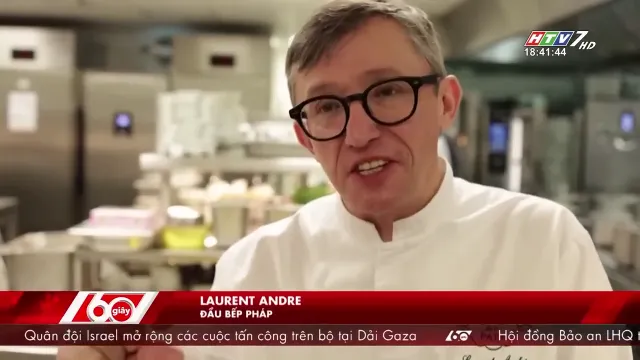 HTV7 HD
18:41:44
LAURENT ANDRE
ĐẦU BẾP PHÁP
60 giây
Quân đội Israel mở rộng các cuộc tấn công trên bộ tại Dải Gaza 60 Hội đồng Bảo an LHQ t